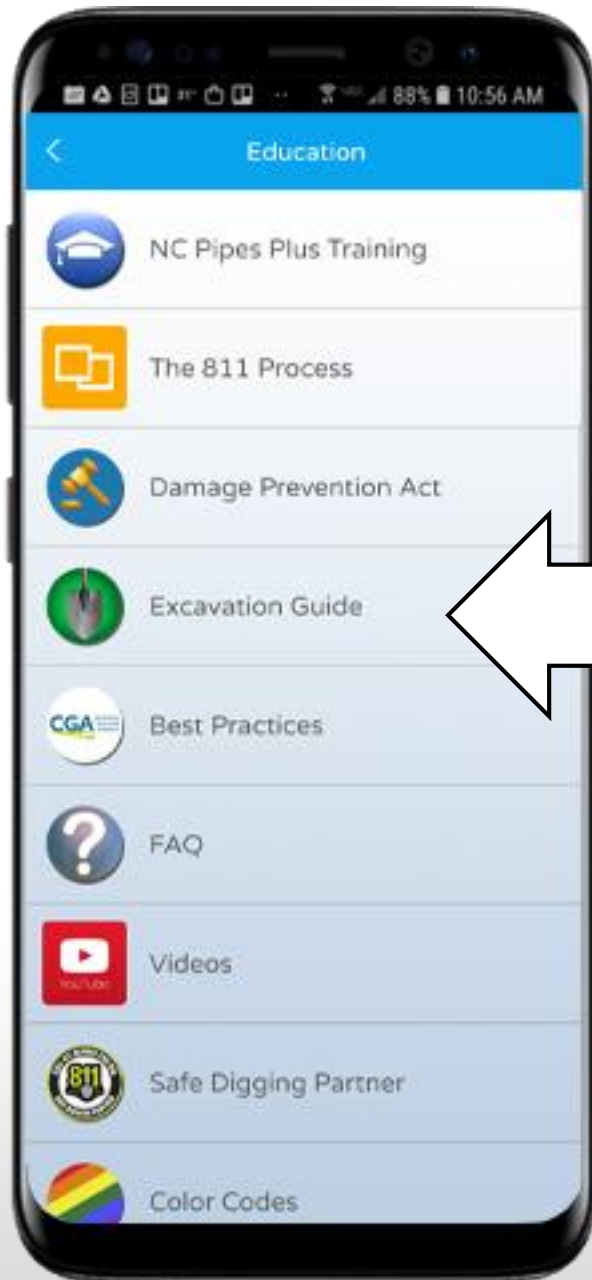 88% 10:56 AM
Education
NC Pipes Plus Training
The 811 Process
Damage Prevention Act
Excavation Guide
CGA
Best Practices
FAQ
YouTube
Videos
811
Safe Digging Partner
Color Codes